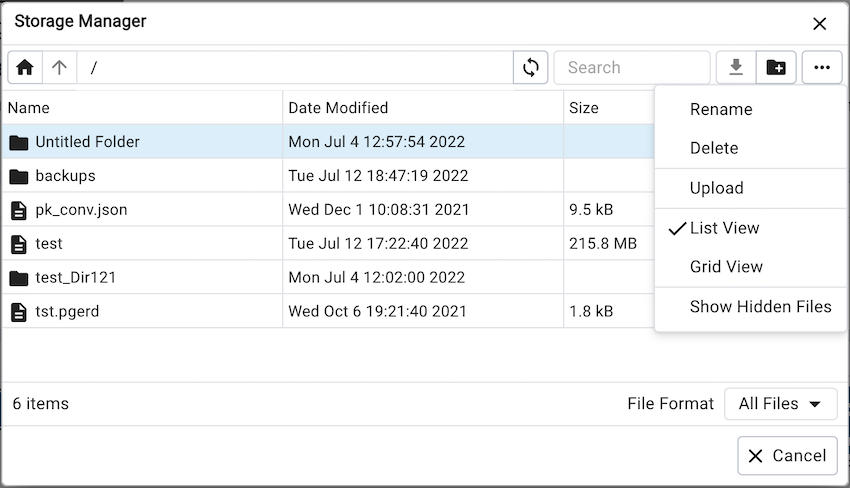 Storage Manager
/
Search
Name Date Modified Size
Untitled Folder Mon Jul 4 12:57:54 2022
backups Tue Jul 12 18:47:19 2022
pk_conv.json Wed Dec 1 10:08:31 2021 9.5 kB
test Tue Jul 12 17:22:40 2022 215.8 MB
test_Dir121 Mon Jul 4 12:02:00 2022
tst.pgerd Wed Oct 6 19:21:40 2021 1.8 kB
Rename
Delete
Upload
List View
Grid View
Show Hidden Files
6 items
File Format All Files
Cancel